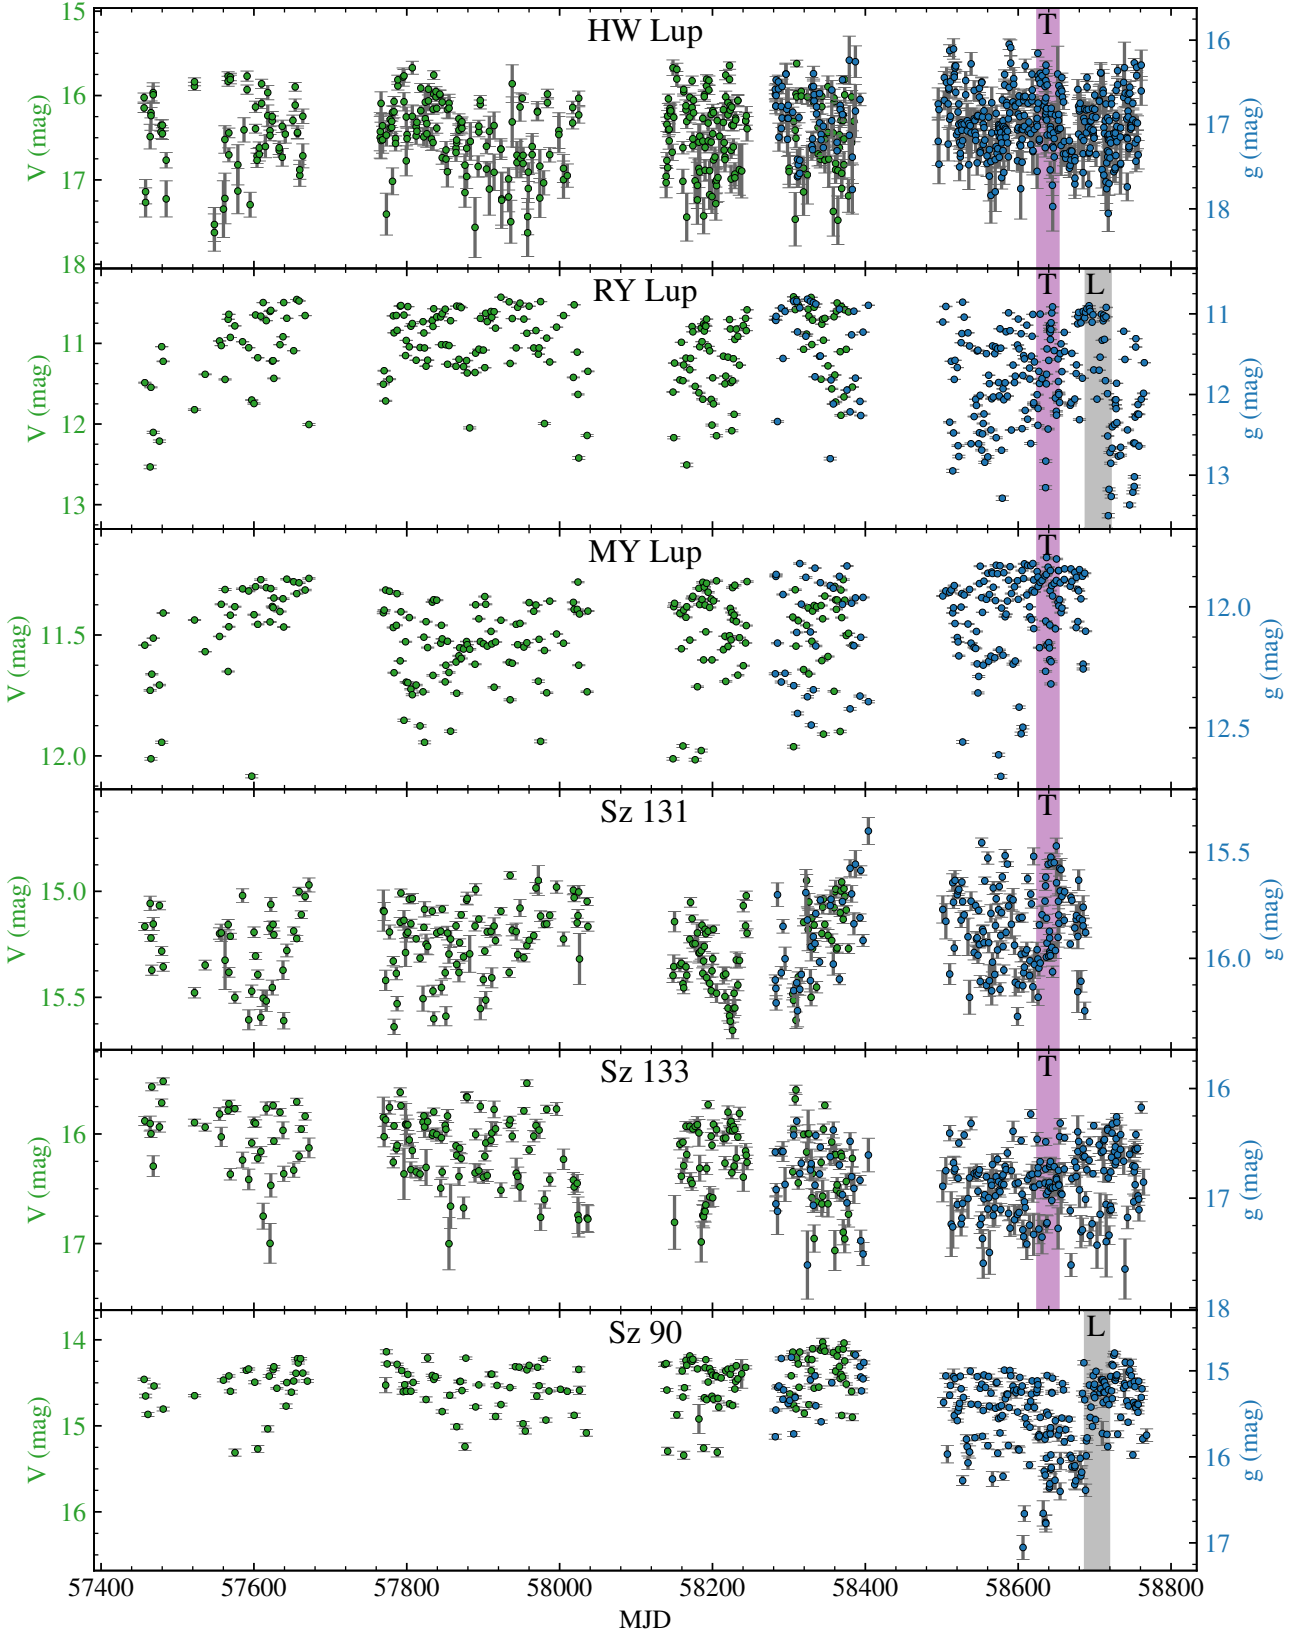 HW Lup
T
15
16
17
18
V (mag)
16
17
18
g (mag)
RY Lup
T
L
11
12
13
V (mag)
11
12
13
g (mag)
MY Lup
T
11.5
12.0
V (mag)
12.0
12.5
g (mag)
Sz 131
T
15.0
15.5
V (mag)
15.5
16.0
g (mag)
Sz 133
T
16
17
V (mag)
16
17
18
g (mag)
Sz 90
L
14
15
16
V (mag)
15
16
17
g (mag)
57400 57600 57800 58000 58200 58400 58600 58800
MJD